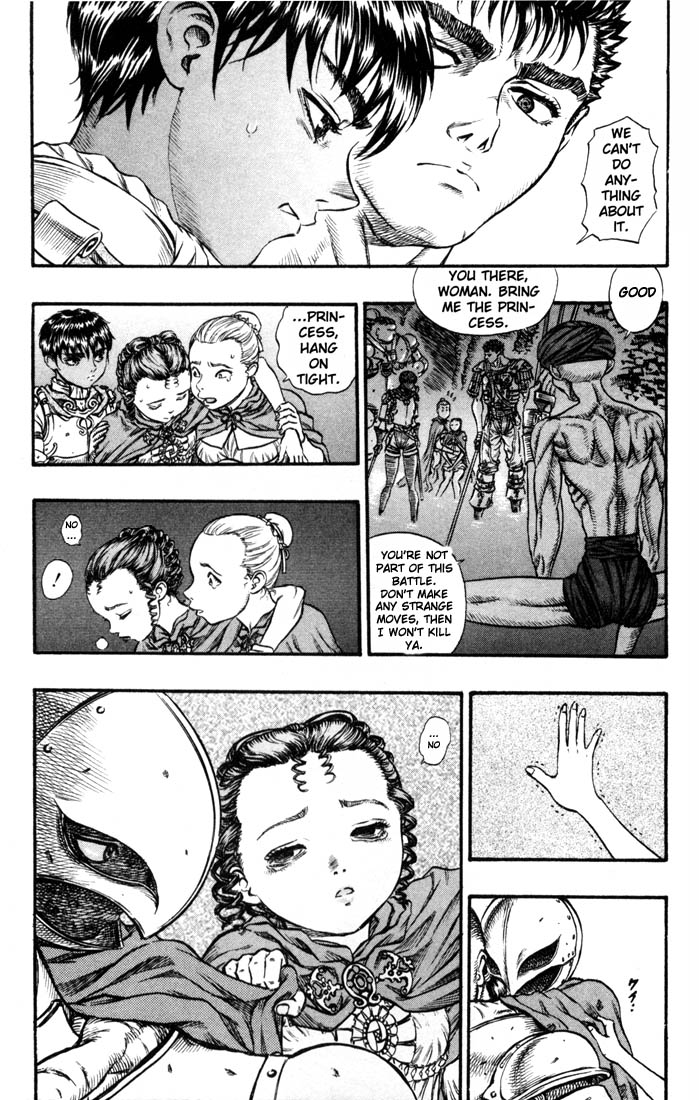 WE
CAN'T
DO
ANY-
THING
ABOUT
IT.
GOOD
YOU THERE,
WOMAN. BRING
ME THE PRIN-
CESS.
YOU'RE NOT
PART OF THIS
BATTLE.
DON'T MAKE
ANY STRANGE
MOVES, THEN
I WON'T KILL
YA.
...PRIN-
CESS,
HANG
ON
TIGHT.
NO
...
!
...
NO